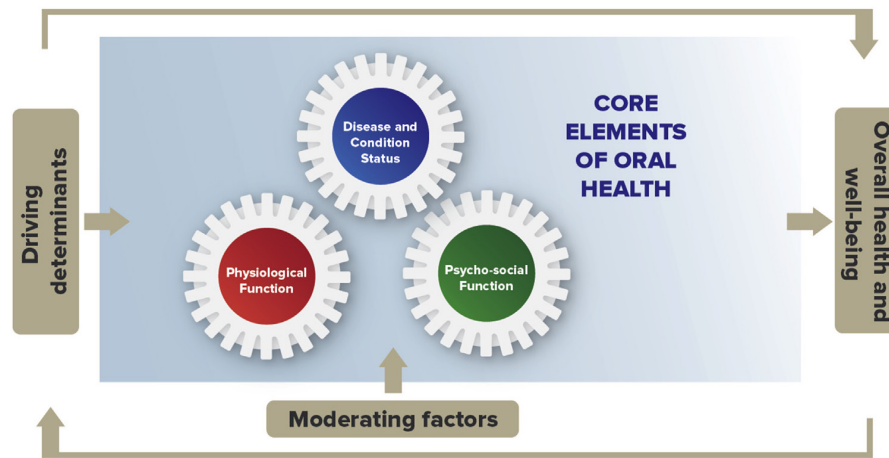 Driving
determinants
Disease and
Condition
Status
Physiological
Function
Psycho-social
Function
CORE
ELEMENTS
OF ORAL
HEALTH
Overall health and
well-being
Moderating factors